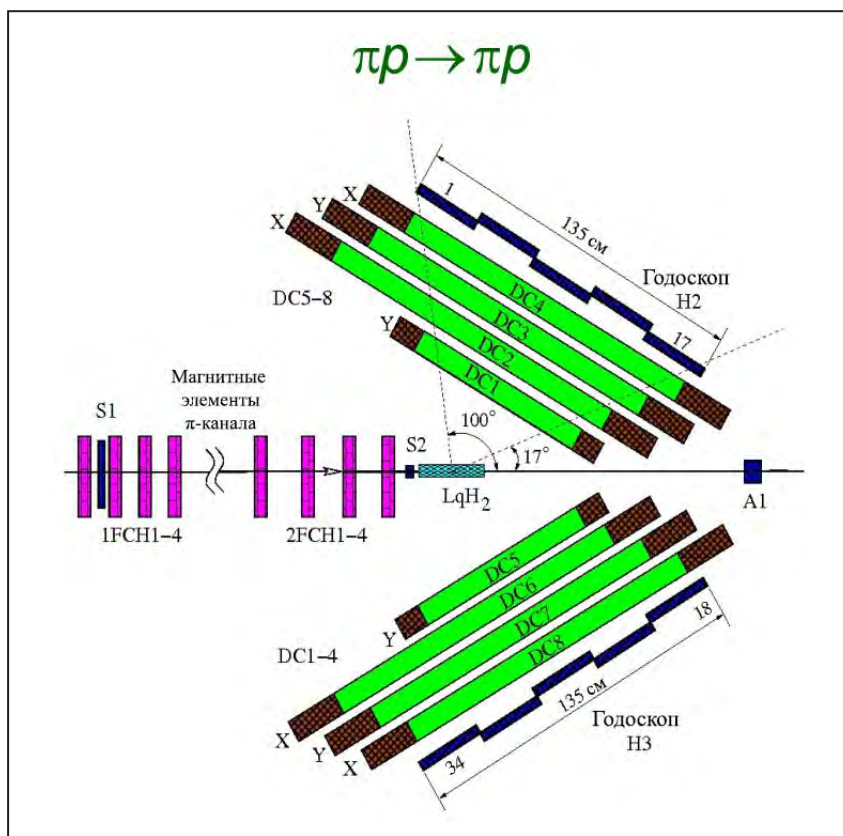 πp→πp
1
X
135 см
Y
X
Годоскоп
H2
DC4
DC5–8
DC3
17
Y
DC2
DC1
Магнитные
элементы
π-канала
S1
100°
S2
17°
LqH2
A1
1FCH1–4
2FCH1–4
DC5
DC6
DC7
Y
18
DC1–4
DC8
135 см
Годоскоп
H3
X
Y
34
X